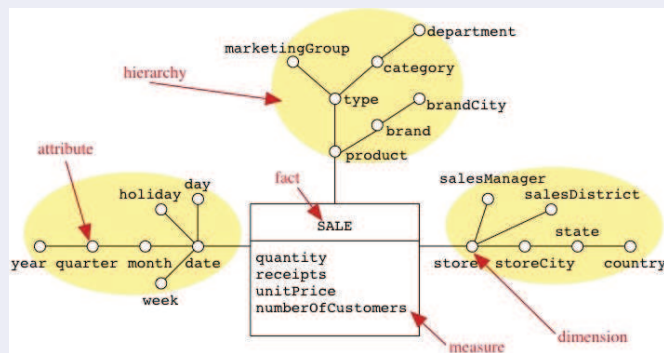 department
marketingGroup
category
hierarchy
type
brandCity
brand
attribute
product
fact
salesManager
day
holiday
salesDistrict
SALE
state
year quarter month date
store storeCity country
quantity
receipts
unitPrice
numberOfCustomers
week
dimension
measure